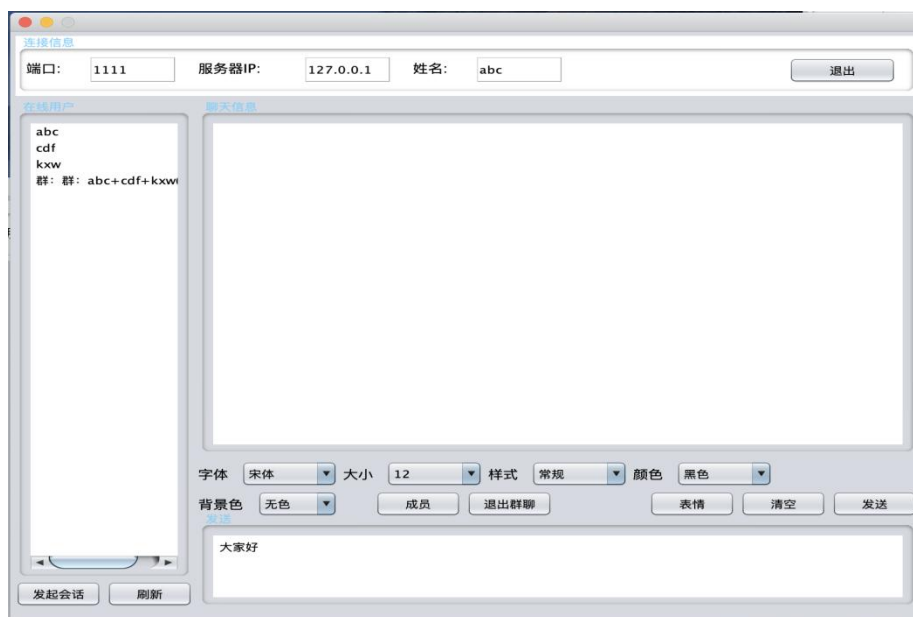 连接信息
端口: 1111 服务器IP: 127.0.0.1 姓名: abc 退出
在线用户 聊天信息
abc
cdf
kxw
群: 群: abc+cdf+kxw
字体 宋体 大小 12 样式 常规 颜色 黑色
背景色 无色 成员 退出群聊 表情 清空 发送
发送
大家好
发起会话 刷新